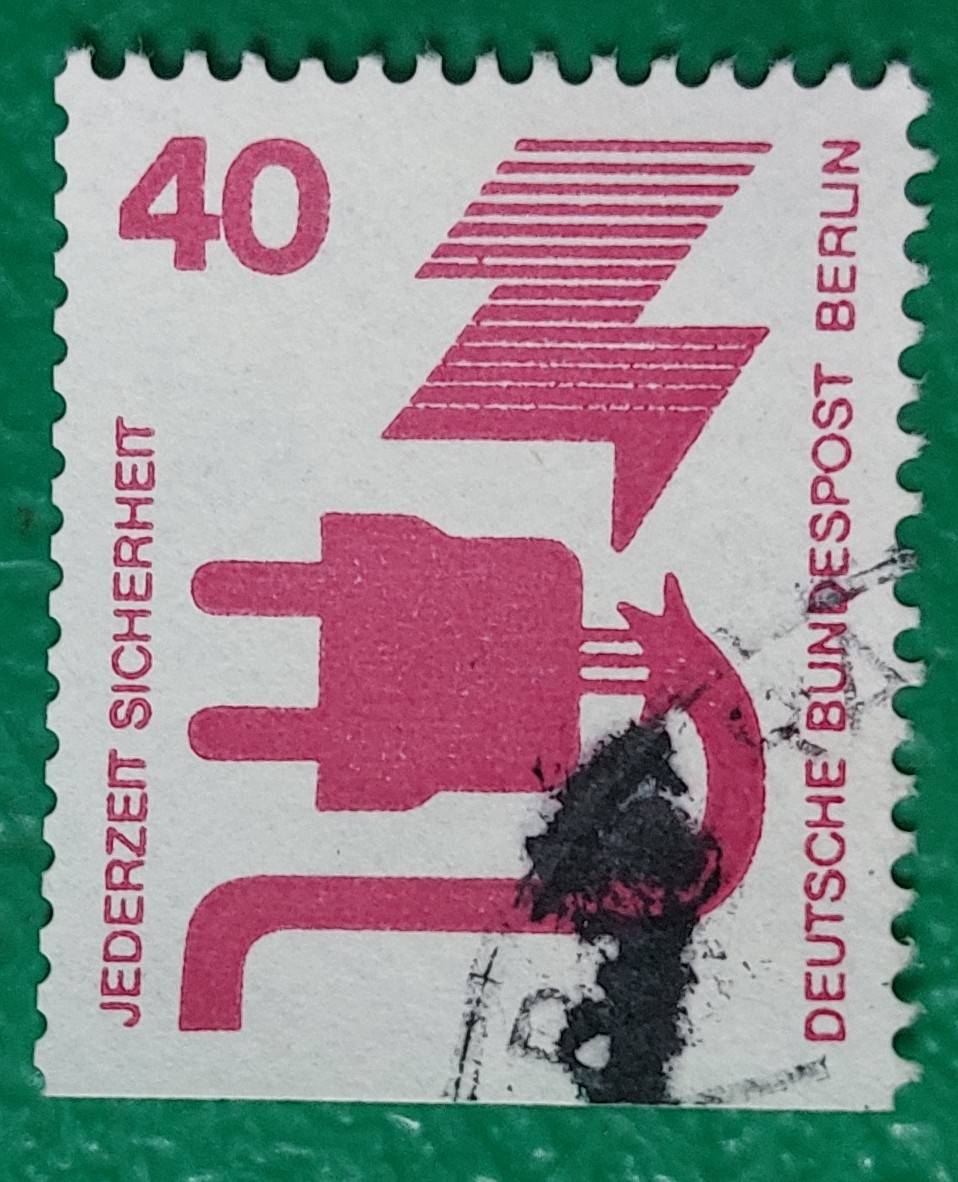 40
JEDERZEIT SICHERHEIT
DEUTSCHE BUNDESPOST BERLIN